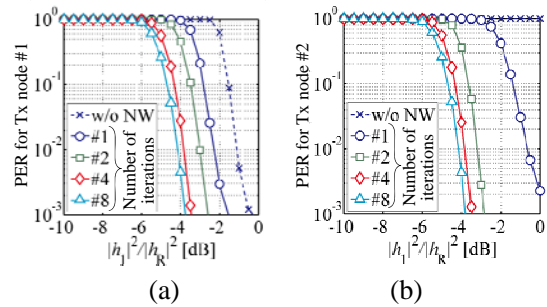 PER for Tx node #1
10^0
10^-1
10^-2
10^-3
w/o NW
#1
#2
#4
#8
Number of
iterations
-10 -8 -6 -4 -2 0
|h_J|^2/|h_R|^2 [dB]
(a)
PER for Tx node #2
10^0
10^-1
10^-2
10^-3
w/o NW
#1
#2
#4
#8
Number of
iterations
-10 -8 -6 -4 -2 0
|h_J|^2/|h_R|^2 [dB]
(b)